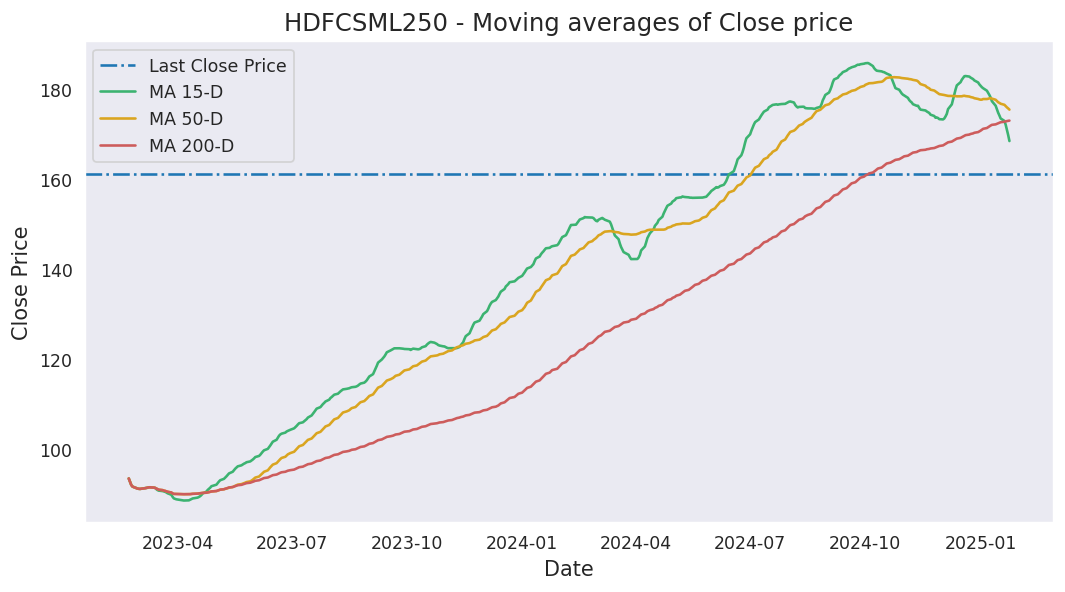 HDFCSML250 - Moving averages of Close price
Last Close Price
MA 15-D
MA 50-D
MA 200-D
Close Price
180
160
140
120
100
2023-04 2023-07 2023-10 2024-01 2024-04 2024-07 2024-10 2025-01
Date